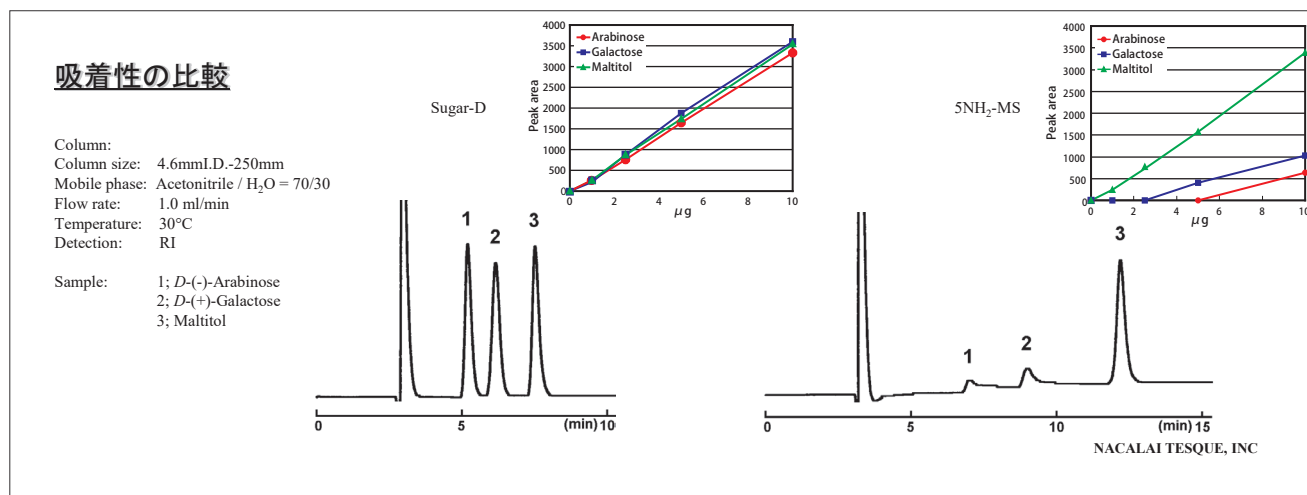 吸着性の比較
Column:
Column size: 4.6mmI.D.-250mm
Mobile phase: Acetonitrile / H₂O = 70/30
Flow rate: 1.0 ml/min
Temperature: 30°C
Detection: RI
Sample: 1; D-(-)-Arabinose
2; D-(+)-Galactose
3; Maltitol
Sugar-D
Arabinose
Galactose
Maltitol
Peak area
4000
3500
3000
2500
2000
1500
1000
500
0
0 2 4 6 8 10
μg
1
2
3
0 5 (min) 10
5NH₂-MS
Arabinose
Galactose
Maltitol
Peak area
4000
3500
3000
2500
2000
1500
1000
500
0
0 2 4 6 8 10
μg
1
2
3
0 5 10 (min) 15
NACALAI TESQUE, INC